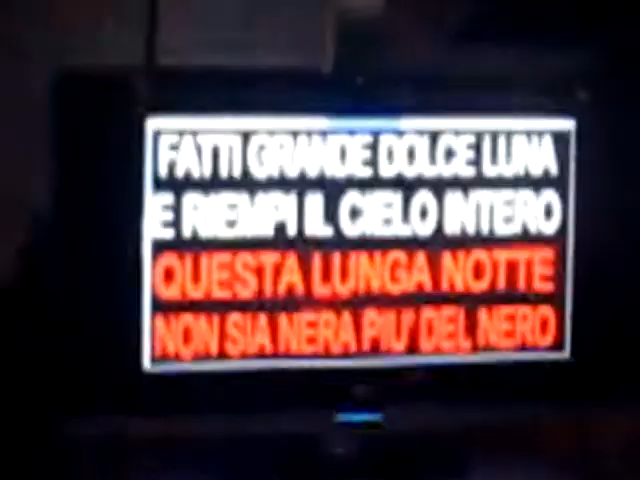 QUESTA LUNGA NOTTE
NON SIA NERA PIU' DEL NERO
FATTI GRANDE DOLCE LUNA
E RIEMPI IL CIELO INTERO